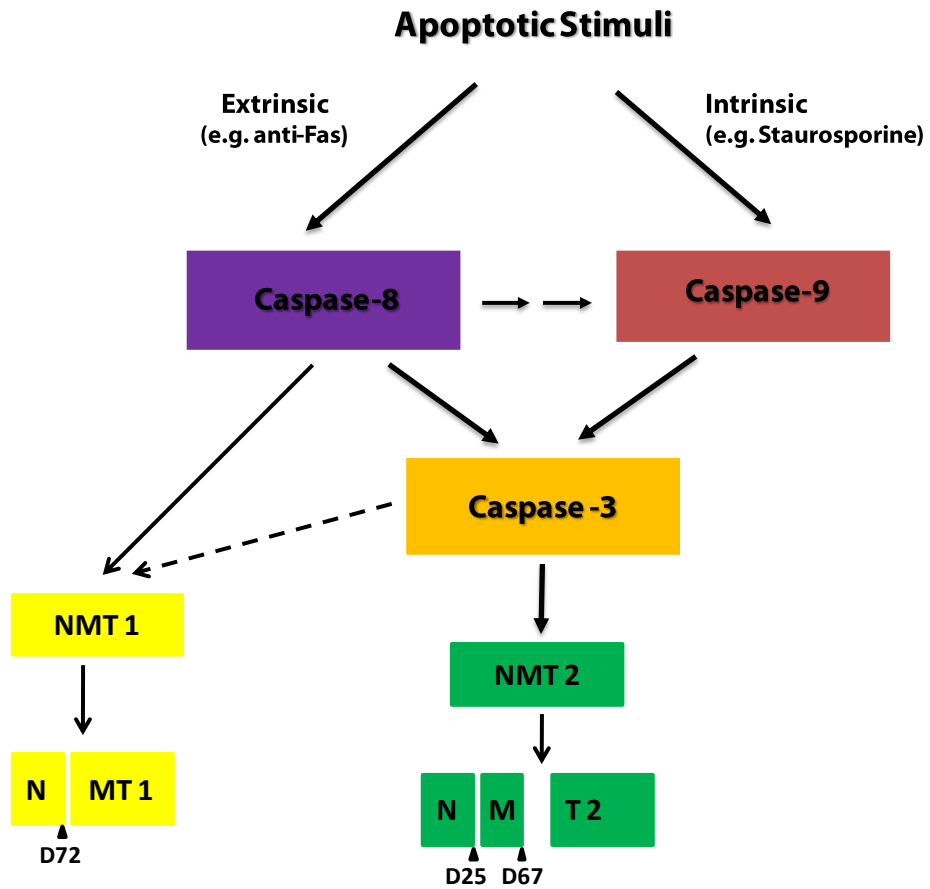 Apoptotic Stimuli
Extrinsic
(e.g. anti-Fas)
Intrinsic
(e.g. Staurosporine)
Caspase-8
Caspase-9
Caspase -3
NMT 1
NMT 2
N MT 1
D72
N M T 2
D25 D67